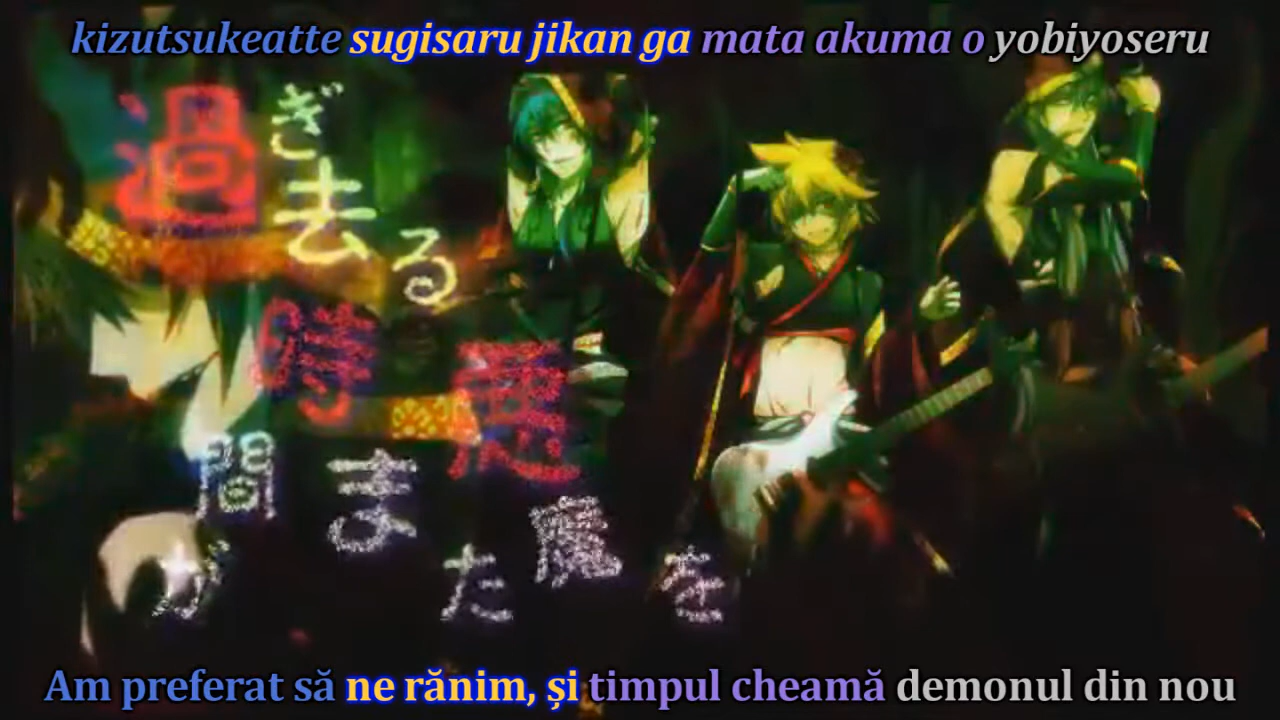 kizutsukeatte sugisaru jikan ga mata akuma o yobiyoseru
過ぎ去る
時間が
また
悪魔を
Am preferat să ne rănim, și timpul cheamă demonul din nou